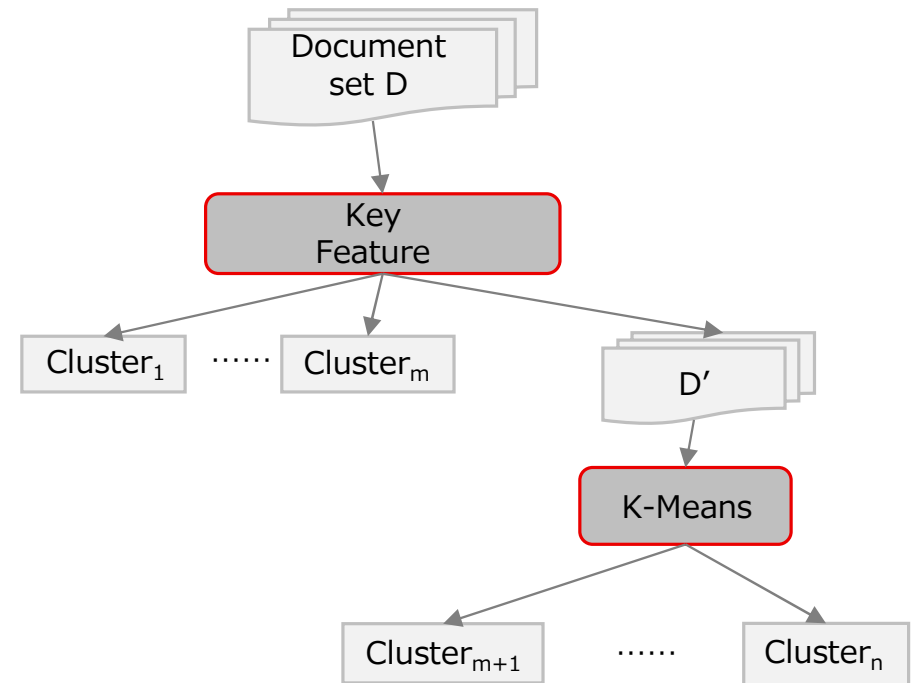 Document
set D
Key
Feature
Cluster₁ ...... Clusterₘ
D′
K-Means
Clusterₘ₊₁ ...... Clusterₙ